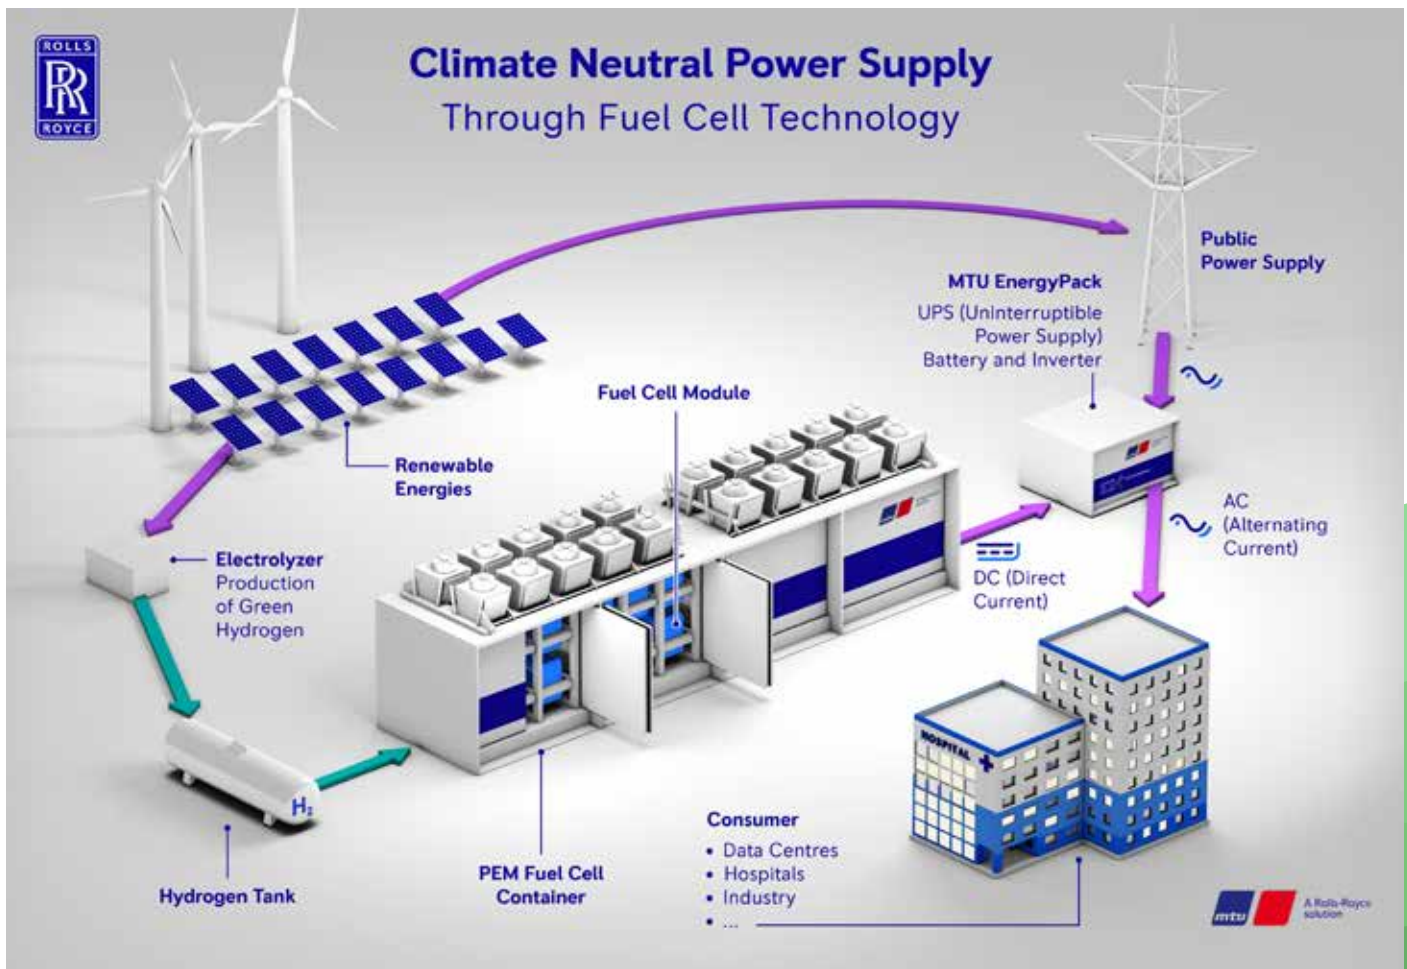 ROLLS
RR
ROYCE
Climate Neutral Power Supply
Through Fuel Cell Technology
Public
Power Supply
MTU EnergyPack
UPS (Uninterruptible
Power Supply)
Battery and Inverter
Fuel Cell Module
Renewable
Energies
AC
(Alternating
Current)
Electrolyzer
Production
of Green
Hydrogen
DC (Direct
Current)
HOSPITAL
H₂
Consumer
• Data Centres
• Hospitals
• Industry
• ...
PEM Fuel Cell
Container
Hydrogen Tank
mtu
A Rolls-Royce
solution